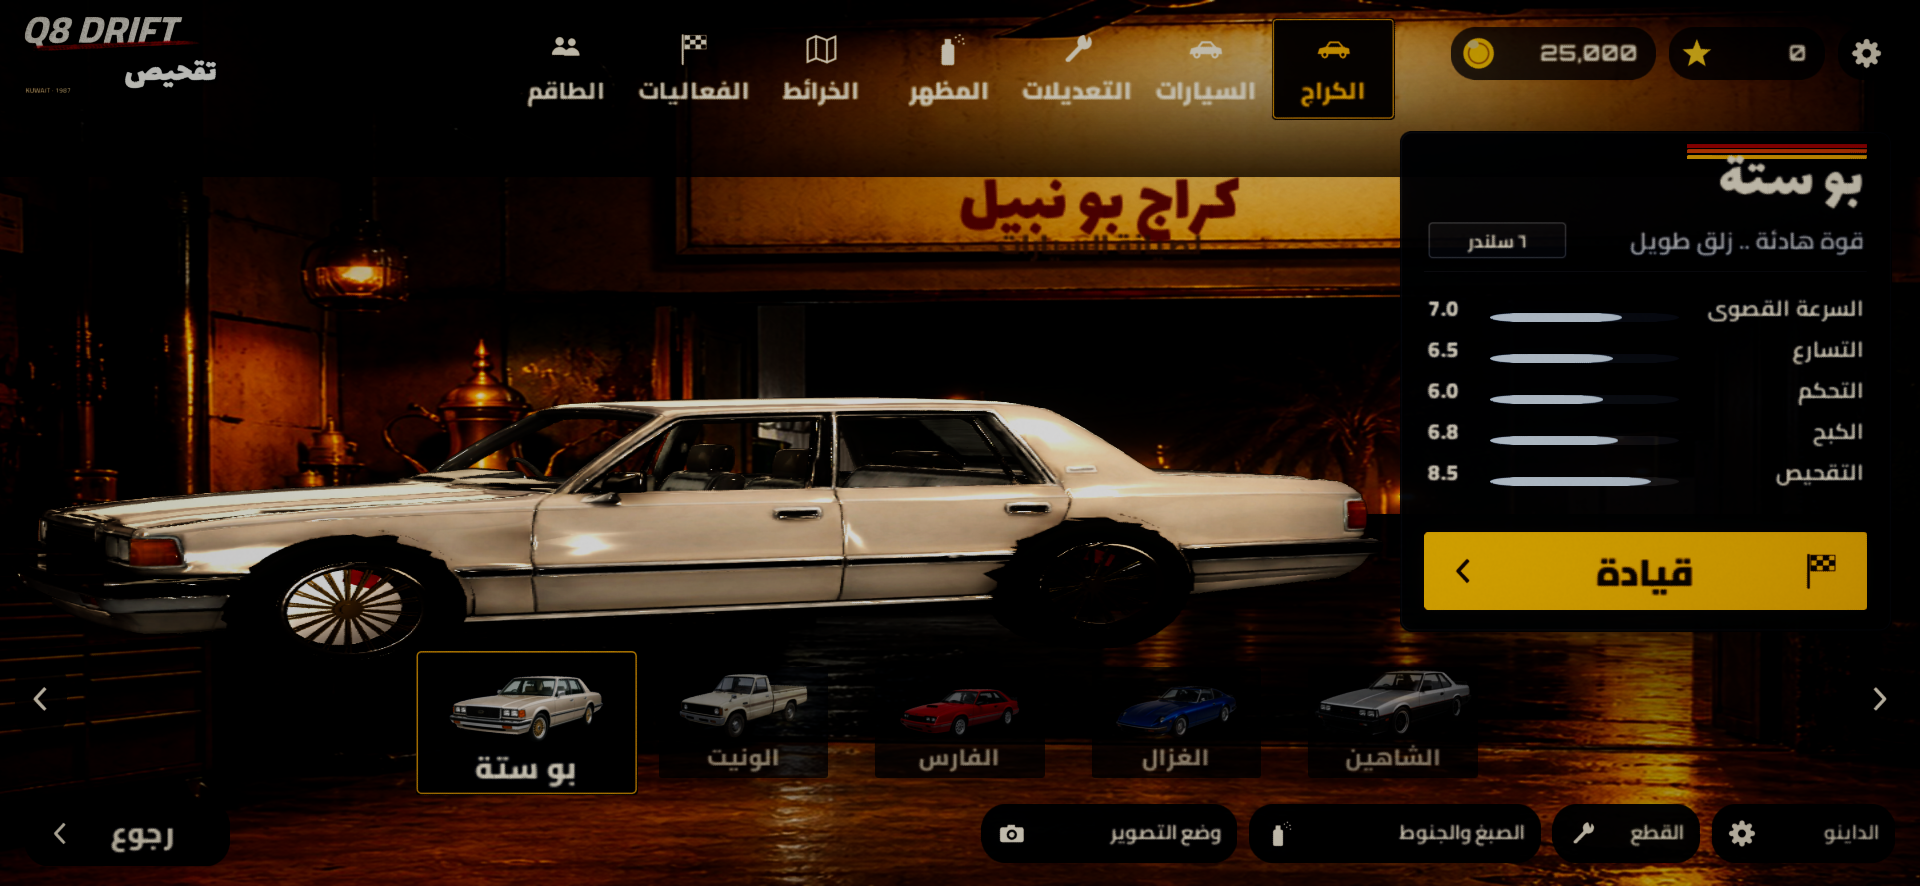 Q8 DRIFT
تفحيص
KUWAIT · 1987
الكراج
السيارات
التعديلات
المظهر
الخرائط
الفعاليات
الطاقم
25,000
0
كراج بو نبيل
بو ستة
قوة هادئة .. زلق طويل
٦ سلندر
السرعة القصوى 7.0
التسارع 6.5
التحكم 6.0
الكبح 6.8
التقحيص 8.5
قيادة
بو ستة
الونيت
الفارس
الغزال
الشاهين
رجوع
وضع التصوير
الصبغ والجنوط
القطع
الداينو